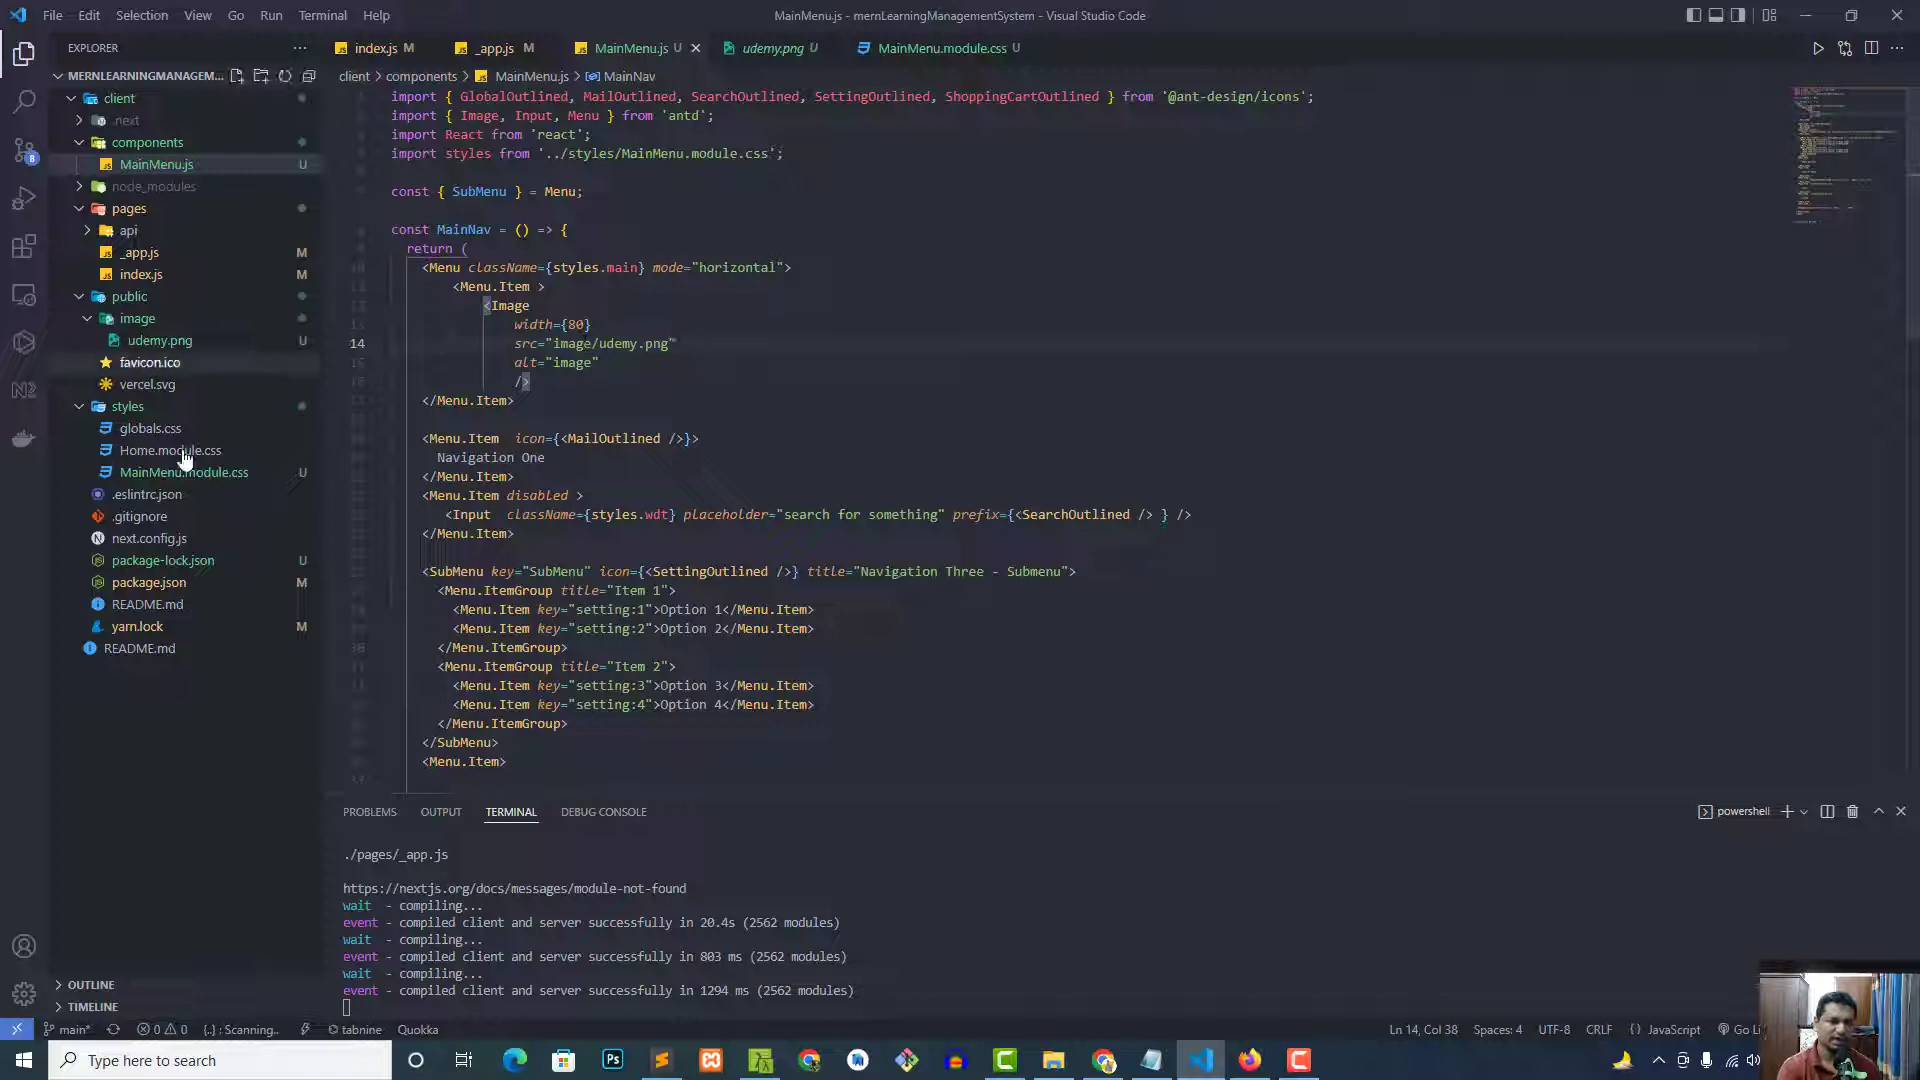 File Edit Selection View Go Run Terminal Help
MainMenu.js - mernLearningManagementSystem - Visual Studio Code
EXPLORER
index.js M
_app.js M
MainMenu.js U
udemy.png U
MainMenu.module.css U
MERNLEARNINGMANAGEM...
client > components > MainMenu.js > MainNav
client
.next
components
MainMenu.js U
node_modules
pages
api
_app.js M
index.js M
public
image
udemy.png U
favicon.ico
vercel.svg
styles
globals.css
Home.module.css
MainMenu.module.css U
.eslintrc.json
.gitignore
next.config.js
package-lock.json U
package.json M
README.md
yarn.lock M
README.md
OUTLINE
TIMELINE
import { GlobalOutlined, MailOutlined, SearchOutlined, SettingOutlined, ShoppingCartOutlined } from '@ant-design/icons';
import { Image, Input, Menu } from 'antd';
import React from 'react';
import styles from '../styles/MainMenu.module.css';
const { SubMenu } = Menu;
const MainNav = () => {
return (
<Menu className={styles.main} mode="horizontal">
<Menu.Item >
<Image
width={80}
14 src="image/udemy.png"
alt="image"
/>
</Menu.Item>
<Menu.Item icon={<MailOutlined />}>
Navigation One
</Menu.Item>
<Menu.Item disabled >
<Input className={styles.wdt} placeholder="search for something" prefix={<SearchOutlined /> } />
</Menu.Item>
<SubMenu key="SubMenu" icon={<SettingOutlined />} title="Navigation Three - Submenu">
<Menu.ItemGroup title="Item 1">
<Menu.Item key="setting:1">Option 1</Menu.Item>
<Menu.Item key="setting:2">Option 2</Menu.Item>
</Menu.ItemGroup>
<Menu.ItemGroup title="Item 2">
<Menu.Item key="setting:3">Option 3</Menu.Item>
<Menu.Item key="setting:4">Option 4</Menu.Item>
</Menu.ItemGroup>
</SubMenu>
<Menu.Item>
PROBLEMS OUTPUT TERMINAL DEBUG CONSOLE
powershell
./pages/_app.js
https://nextjs.org/docs/messages/module-not-found
wait - compiling...
event - compiled client and server successfully in 20.4s (2562 modules)
wait - compiling...
event - compiled client and server successfully in 803 ms (2562 modules)
wait - compiling...
event - compiled client and server successfully in 1294 ms (2562 modules)
8
main* 0 0 {..} : Scanning.. tabnine Quokka
Ln 14, Col 38 Spaces: 4 UTF-8 CRLF {} JavaScript Go Li
Type here to search
Ps